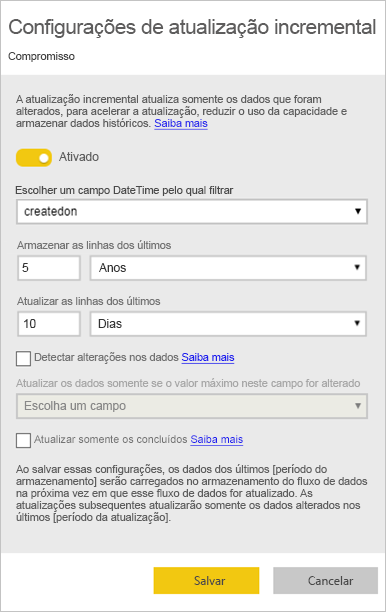 Configurações de atualização incremental
Compromisso
A atualização incremental atualiza somente os dados que foram
alterados, para acelerar a atualização, reduzir o uso da capacidade e
armazenar dados históricos. Saiba mais
Ativado
Escolher um campo DateTime pelo qual filtrar
createdon
Armazenar as linhas dos últimos
5 Anos
Atualizar as linhas dos últimos
10 Dias
Detectar alterações nos dados Saiba mais
Atualizar os dados somente se o valor máximo neste campo for alterado
Escolha um campo
Atualizar somente os concluídos Saiba mais
Ao salvar essas configurações, os dados dos últimos [período do
armazenamento] serão carregados no armazenamento do fluxo de dados
na próxima vez em que esse fluxo de dados for atualizado. As
atualizações subsequentes atualizarão somente os dados alterados nos
últimos [período da atualização].
Salvar Cancelar